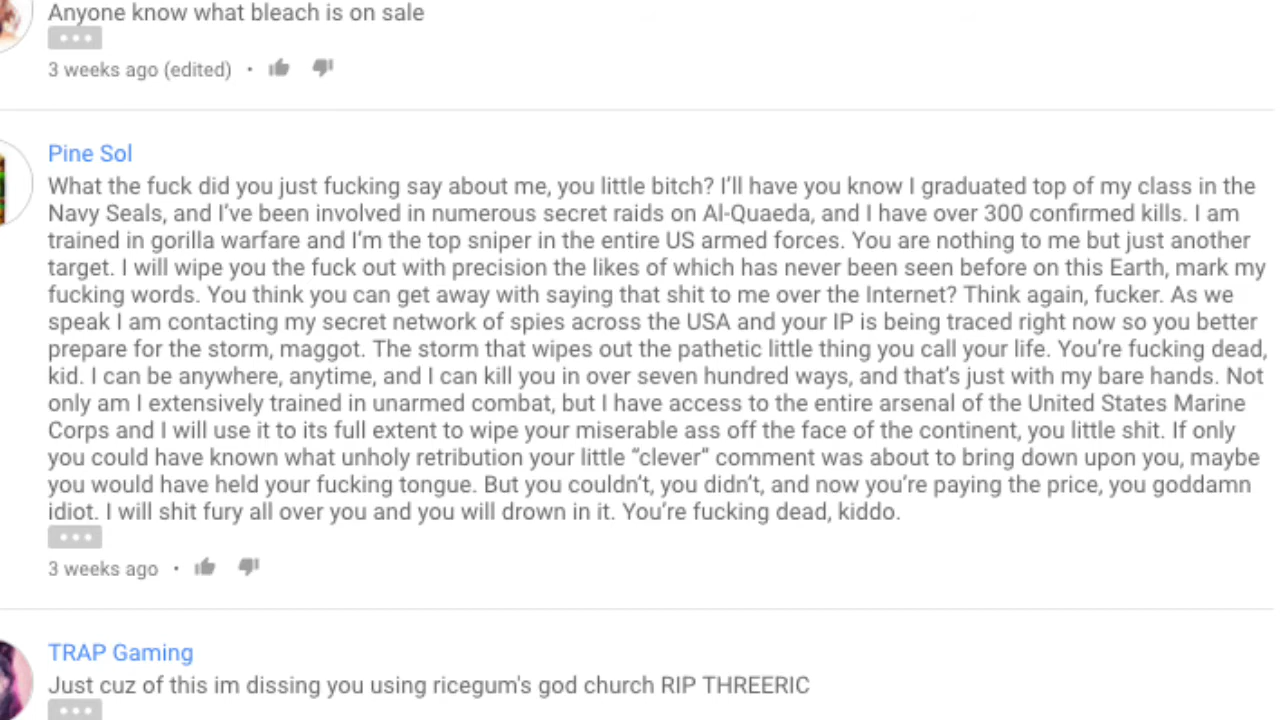 Anyone know what bleach is on sale
3 weeks ago (edited) •
Pine Sol
What the fuck did you just fucking say about me, you little bitch? I’ll have you know I graduated top of my class in the
Navy Seals, and I’ve been involved in numerous secret raids on Al-Quaeda, and I have over 300 confirmed kills. I am
trained in gorilla warfare and I’m the top sniper in the entire US armed forces. You are nothing to me but just another
target. I will wipe you the fuck out with precision the likes of which has never been seen before on this Earth, mark my
fucking words. You think you can get away with saying that shit to me over the Internet? Think again, fucker. As we
speak I am contacting my secret network of spies across the USA and your IP is being traced right now so you better
prepare for the storm, maggot. The storm that wipes out the pathetic little thing you call your life. You’re fucking dead,
kid. I can be anywhere, anytime, and I can kill you in over seven hundred ways, and that’s just with my bare hands. Not
only am I extensively trained in unarmed combat, but I have access to the entire arsenal of the United States Marine
Corps and I will use it to its full extent to wipe your miserable ass off the face of the continent, you little shit. If only
you could have known what unholy retribution your little “clever” comment was about to bring down upon you, maybe
you would have held your fucking tongue. But you couldn’t, you didn’t, and now you’re paying the price, you goddamn
idiot. I will shit fury all over you and you will drown in it. You’re fucking dead, kiddo.
3 weeks ago •
TRAP Gaming
Just cuz of this im dissing you using ricegum's god church RIP THREERIC